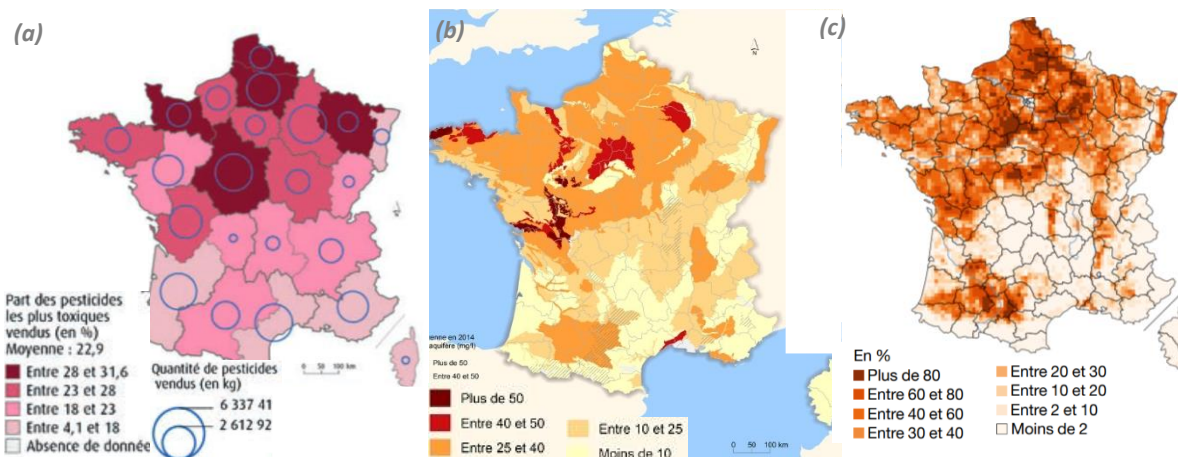 (a)
Part des pesticides
les plus toxiques
vendus (en %)
Moyenne : 22,9
Entre 28 et 31,6
Entre 23 et 28
Entre 18 et 23
Entre 4,1 et 18
Absence de donnée
Quantité de pesticides
vendus (en kg)
6 337 41
2 612 92
0 50 100 km
N
(b)
N
enne en 2014
aquifère (mg/l)
Plus de 50
Entre 40 et 50
Plus de 50
Entre 40 et 50
Entre 25 et 40
Entre 10 et 25
Moins de 10
0 50 100 km
(c)
En %
Plus de 80
Entre 60 et 80
Entre 40 et 60
Entre 30 et 40
Entre 20 et 30
Entre 10 et 20
Entre 2 et 10
Moins de 2